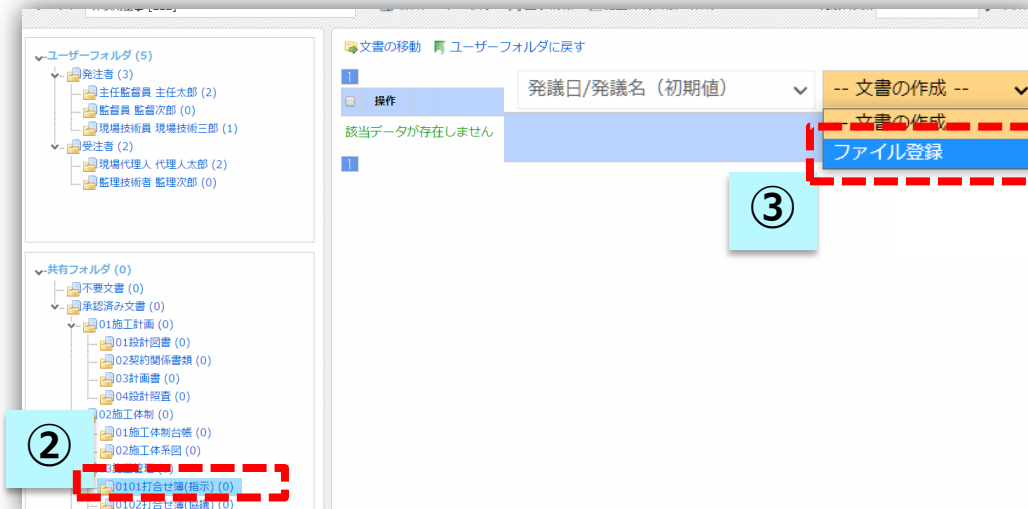 文書の移動 ユーザーフォルダに戻す
ユーザーフォルダ (5)
発注者 (3)
主任監督員 主任太郎 (2)
監督員 監督次郎 (0)
現場技術員 現場技術三郎 (1)
受注者 (2)
現場代理人 代理人太郎 (2)
監理技術者 監理次郎 (0)
共有フォルダ (0)
不要文書 (0)
承認済み文書 (0)
01施工計画 (0)
01設計図書 (0)
02契約関係書類 (0)
03計画書 (0)
04設計照査 (0)
02施工体制 (0)
01施工体制台帳 (0)
02施工体系図 (0)
0101打合せ簿(指示) (0)
0102打合せ簿(協議) (0)
②
1
操作
発議日/発議名（初期値）
-- 文書の作成 --
-- 文書の作成
ファイル登録
該当データが存在しません
1
③